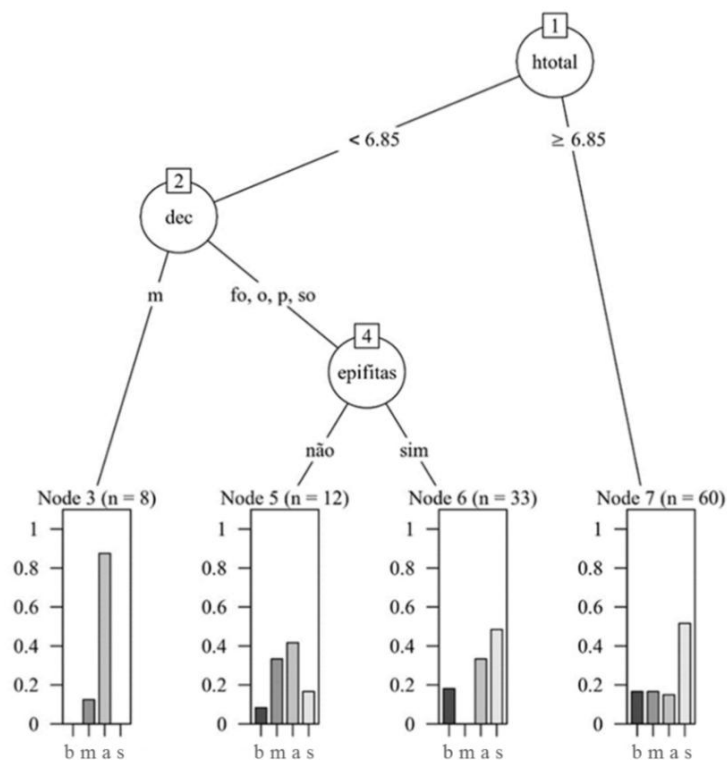 1
htotal
< 6.85
≥ 6.85
2
dec
m
fo, o, p, so
4
epifitas
não
sim
Node 3 (n = 8)
Node 5 (n = 12)
Node 6 (n = 33)
Node 7 (n = 60)
1
0.8
0.6
0.4
0.2
0
b m a s
1
0.8
0.6
0.4
0.2
0
b m a s
1
0.8
0.6
0.4
0.2
0
b m a s
1
0.8
0.6
0.4
0.2
0
b m a s